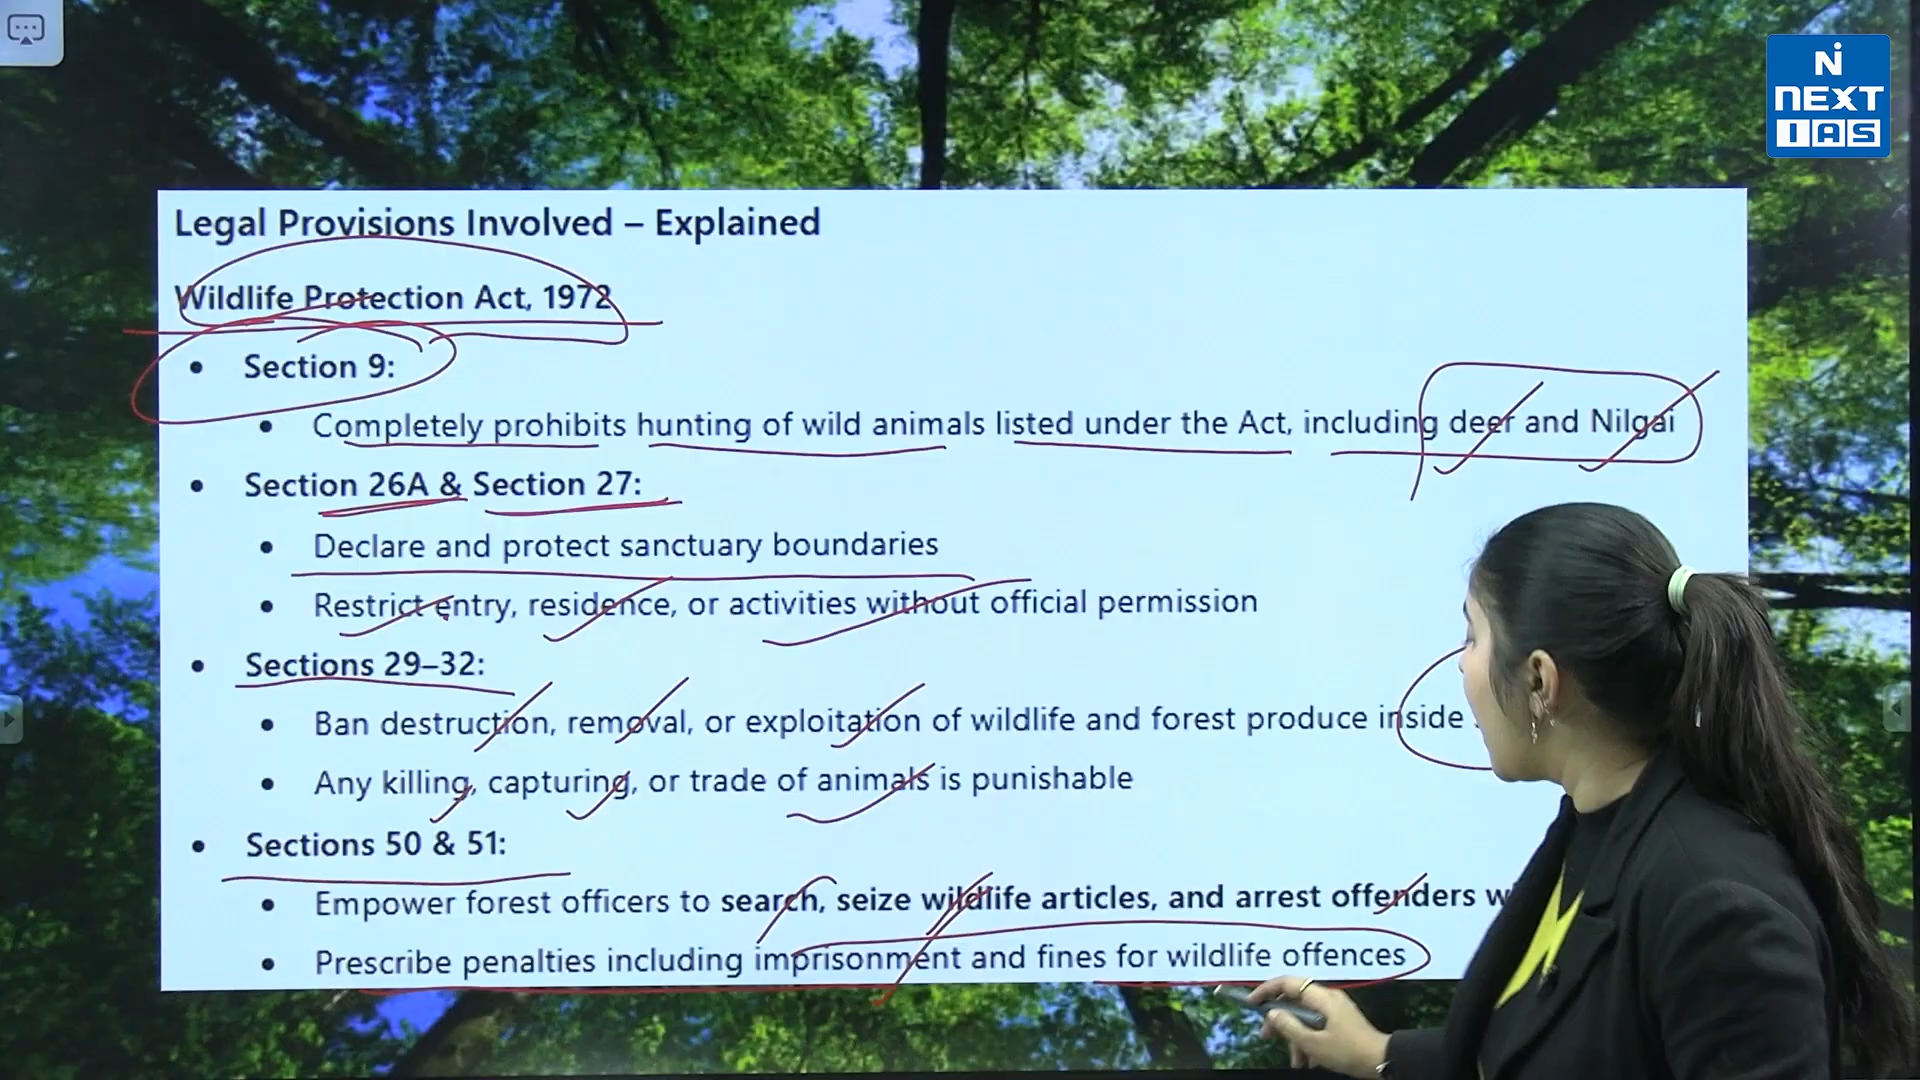 NEXT
IAS
Legal Provisions Involved – Explained
Wildlife Protection Act, 1972
• Section 9:
• Completely prohibits hunting of wild animals listed under the Act, including deer and Nilgai
• Section 26A & Section 27:
• Declare and protect sanctuary boundaries
• Restrict entry, residence, or activities without official permission
• Sections 29–32:
• Ban destruction, removal, or exploitation of wildlife and forest produce inside
• Any killing, capturing, or trade of animals is punishable
• Sections 50 & 51:
• Empower forest officers to search, seize wildlife articles, and arrest offenders
• Prescribe penalties including imprisonment and fines for wildlife offences